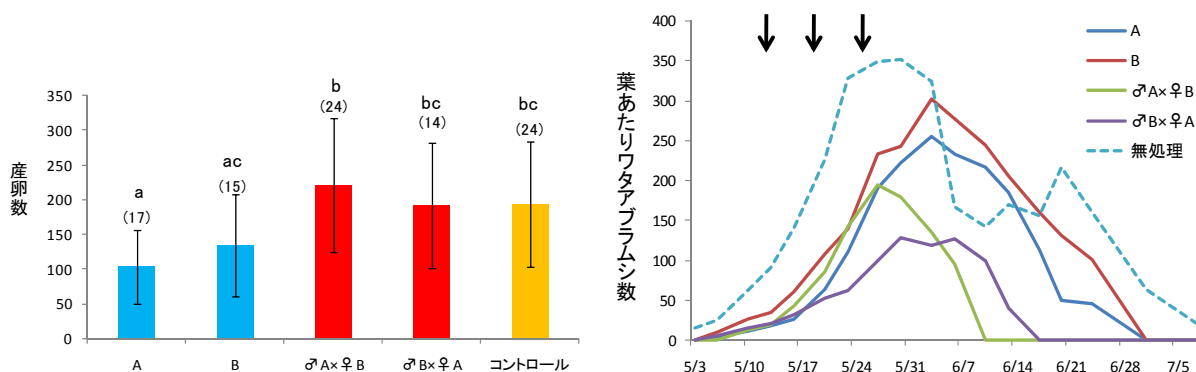 産卵数
350
300
250
200
150
100
50
0
a
(17)
ac
(15)
b
(24)
bc
(14)
bc
(24)
A
B
♂A×♀B
♂B×♀A
コントロール
葉あたりワタアブラムシ数
400
350
300
250
200
150
100
50
0
5/3
5/10
5/17
5/24
5/31
6/7
6/14
6/21
6/28
7/5
A
B
♂A×♀B
♂B×♀A
無処理